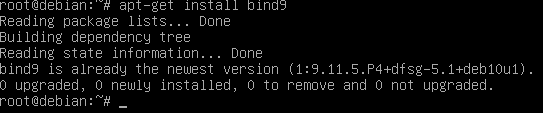 root@debian:~# apt-get install bind9
Reading package lists... Done
Building dependency tree
Reading state information... Done
bind9 is already the newest version (1:9.11.5.P4+dfsg-5.1+deb10u1).
0 upgraded, 0 newly installed, 0 to remove and 0 not upgraded.
root@debian:~# _